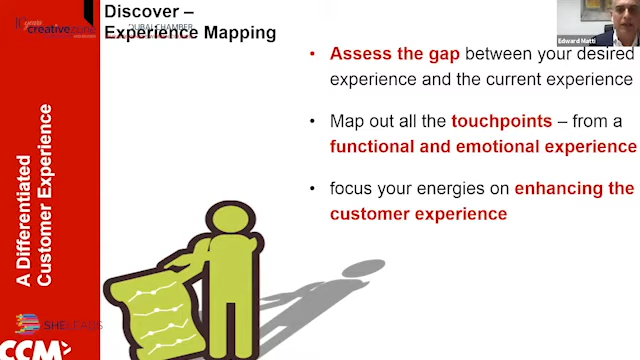 Discover –
Experience Mapping
creativezone
DUBAI CHAMBER
Edward Matti
• Assess the gap between your desired
experience and the current experience
• Map out all the touchpoints – from a
functional and emotional experience
• focus your energies on enhancing the
customer experience
A Differentiated
Customer Experience
SHELEADS
CCM